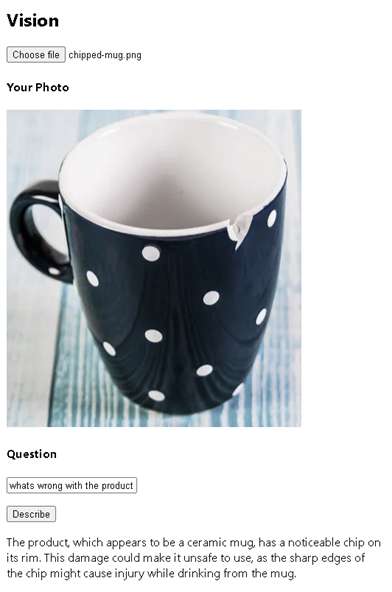 Vision
Choose file chipped-mug.png
Your Photo
Question
whats wrong with the product
Describe
The product, which appears to be a ceramic mug, has a noticeable chip on
its rim. This damage could make it unsafe to use, as the sharp edges of
the chip might cause injury while drinking from the mug.